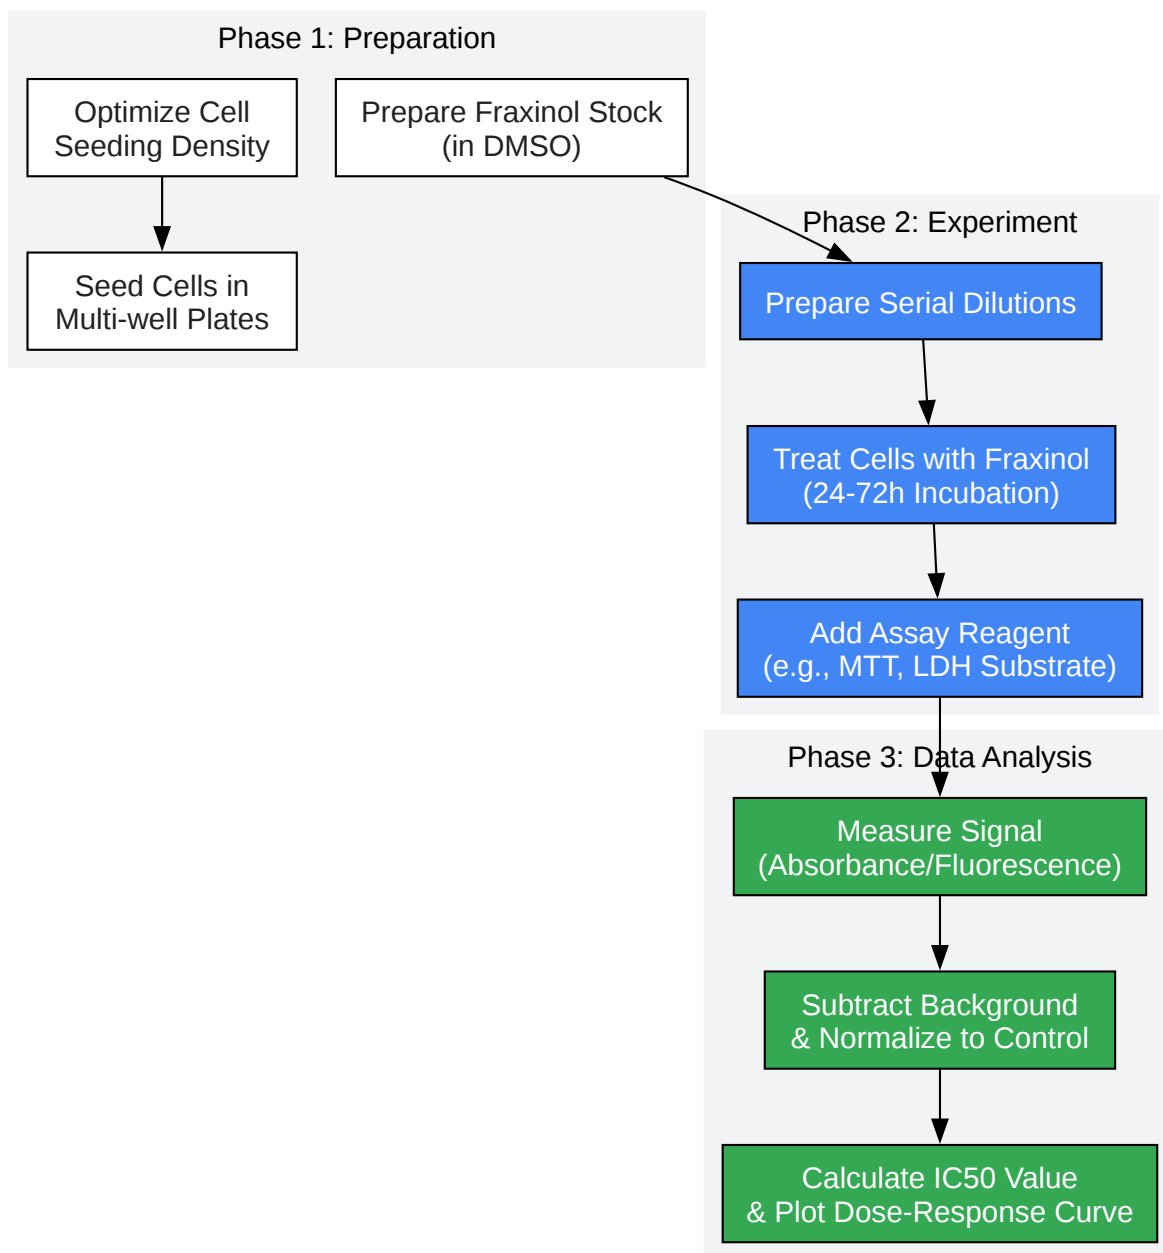 Phase 1: Preparation
Optimize Cell
Seeding Density
Prepare Fraxinol Stock
(in DMSO)
Seed Cells in
Multi-well Plates
Phase 2: Experiment
Prepare Serial Dilutions
Treat Cells with Fraxinol
(24-72h Incubation)
Add Assay Reagent
(e.g., MTT, LDH Substrate)
Phase 3: Data Analysis
Measure Signal
(Absorbance/Fluorescence)
Subtract Background
& Normalize to Control
Calculate IC50 Value
& Plot Dose-Response Curve